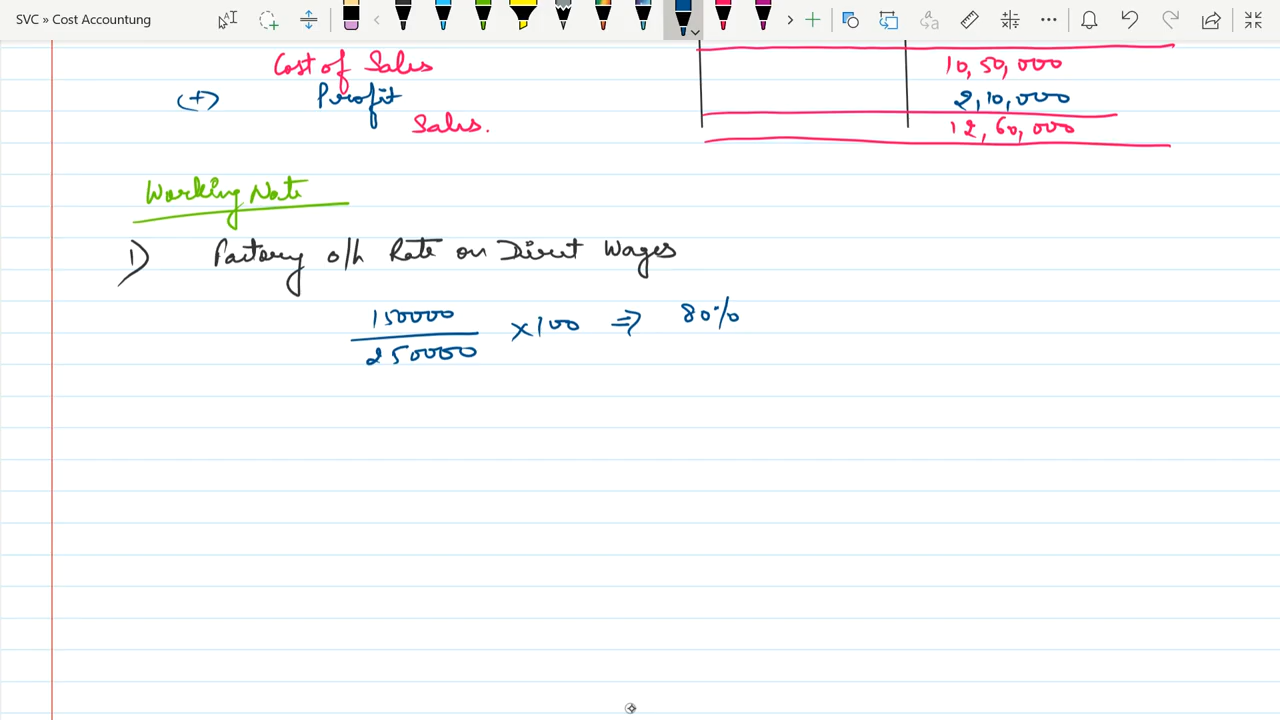 SVC » Cost Accountung
Cost of Sales 10,50,000
(+) Profit 2,10,000
Sales. 12,60,000
Working Note
1) Factory o/h Rate on Direct Wages
150000
250000
×100 ⇒ 80%